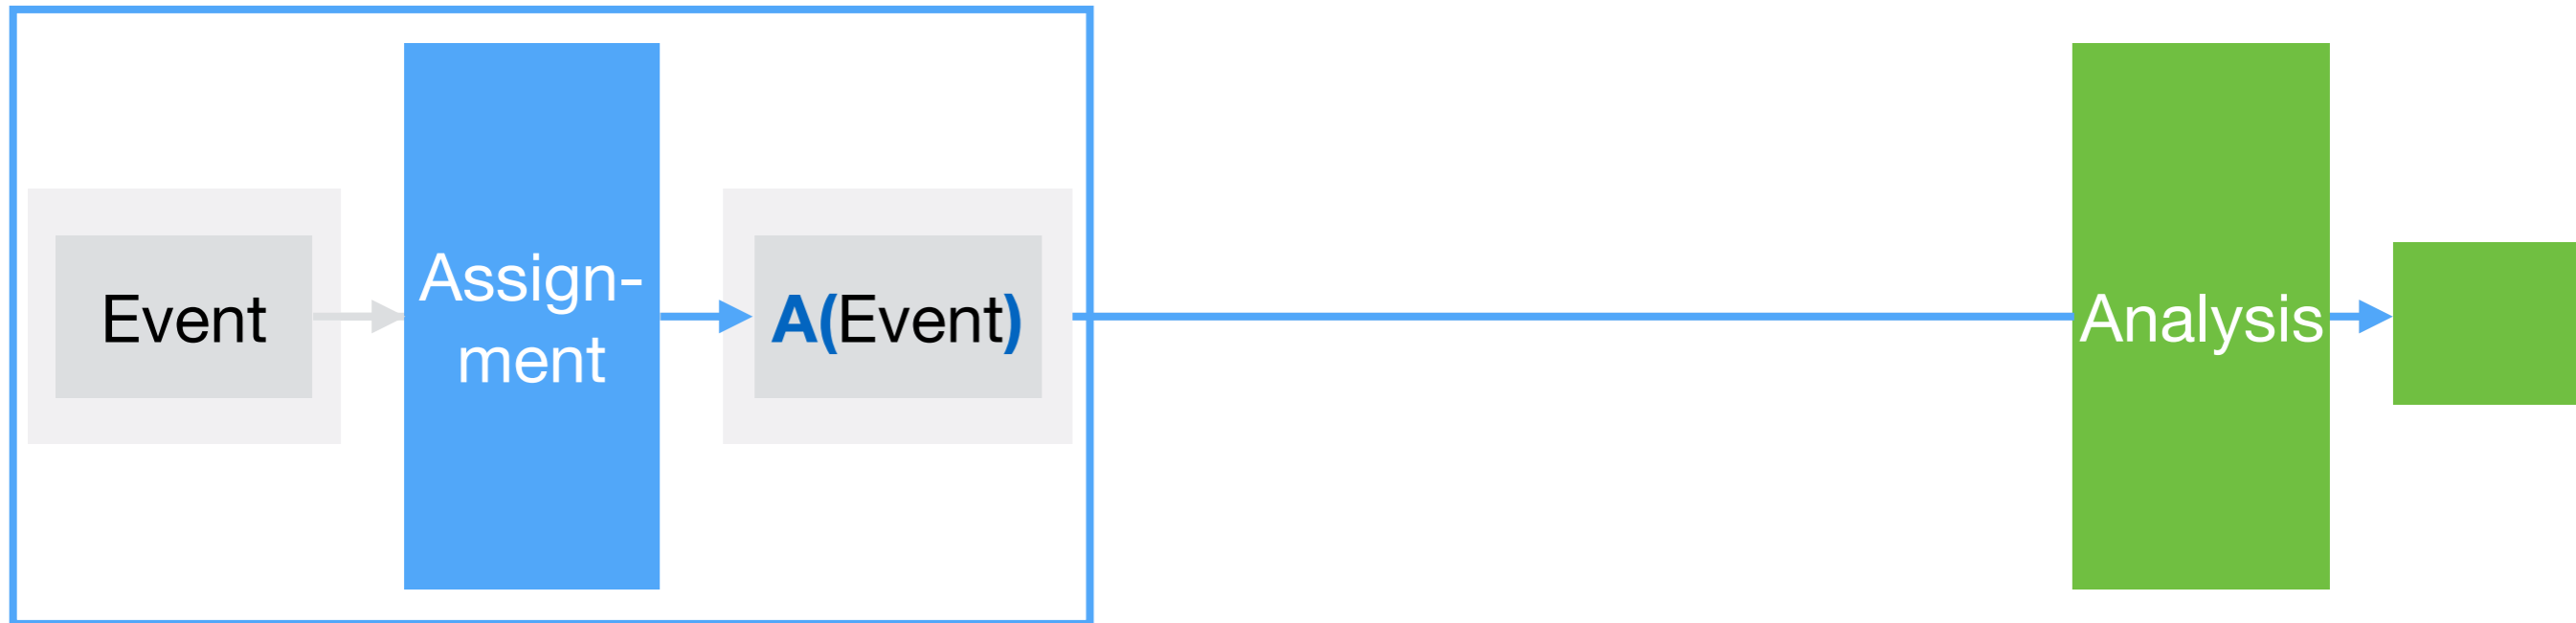 Event
Assign-
ment
A(Event)
Analysis